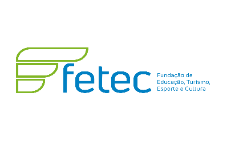 fetec
Fundação de
Educação, Turismo,
Esporte e Cultura